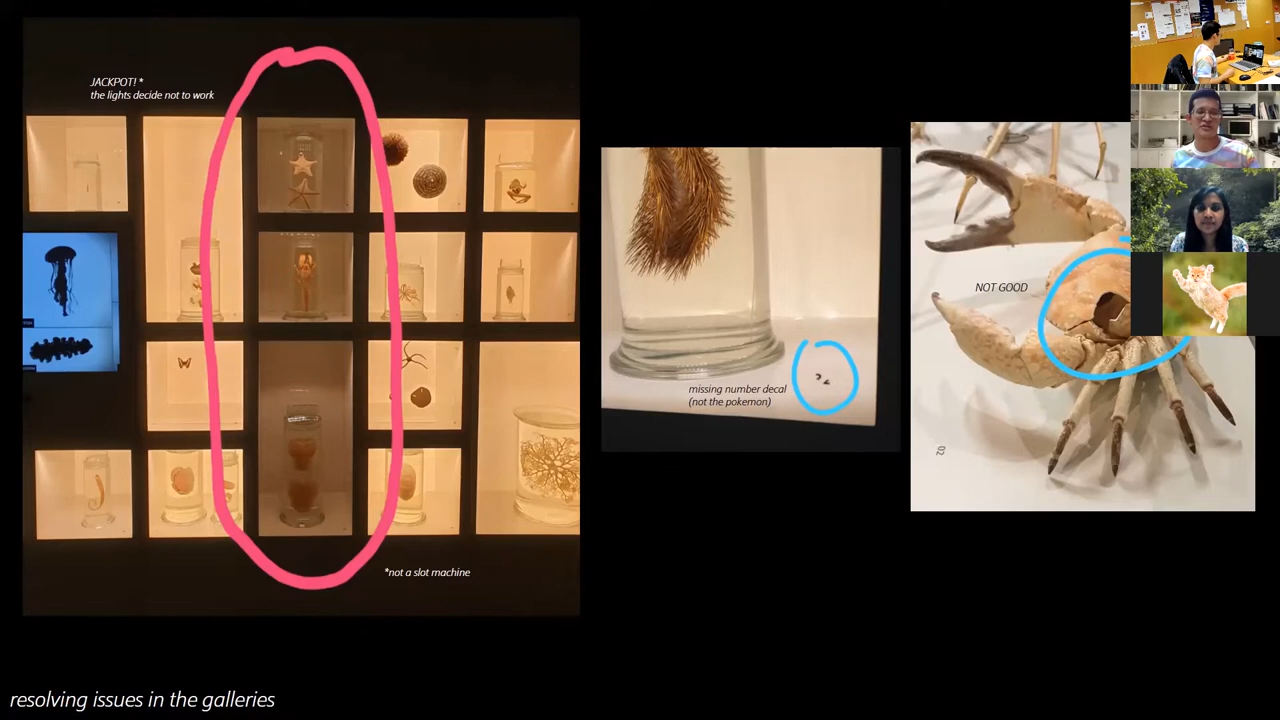 JACKPOT! *
the lights decide not to work
*not a slot machine
missing number decal
(not the pokemon)
NOT GOOD
02
resolving issues in the galleries